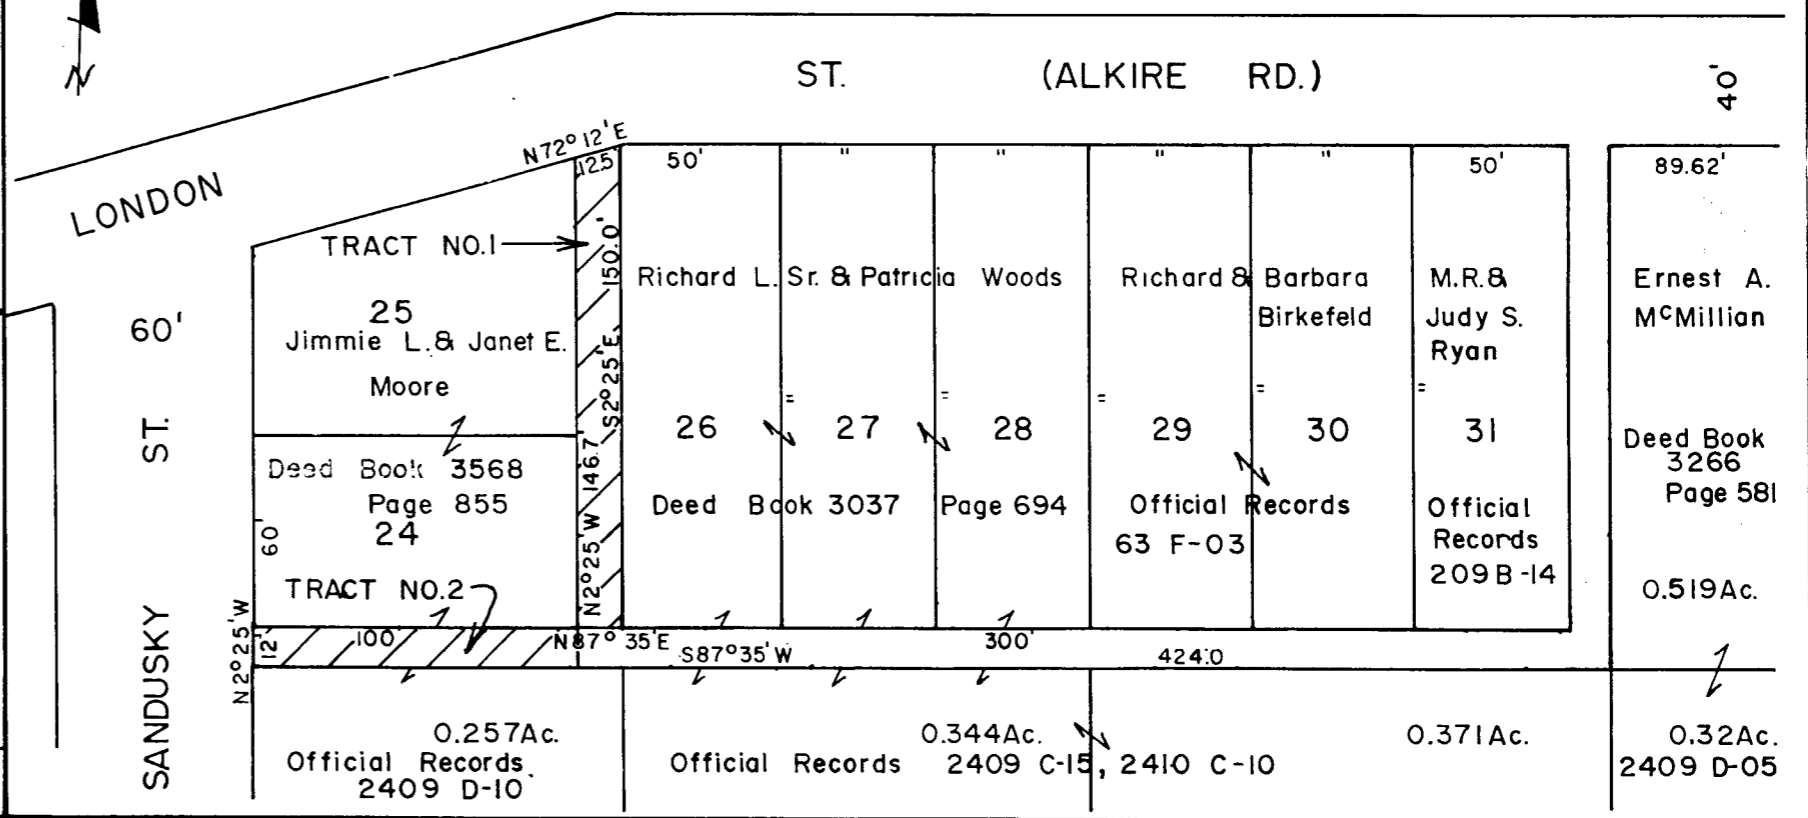 N
ST. (ALKIRE RD.)
40'
LONDON
N72°12'E
12.5
50' " " " " 50'
89.62'
TRACT NO.1
150.0'
S2°25'E
25
Jimmie L. & Janet E.
Moore
Richard L. Sr. & Patricia Woods
Richard & Barbara
Birkefeld
M.R. &
Judy S.
Ryan
Ernest A.
McMillian
60'
ST.
SANDUSKY
= = = = =
26 27 28 29 30 31
Deed Book 3568
Page 855
24
60'
TRACT NO.2
N2°25'W 146.7
Deed Book 3037 Page 694
Official Records
63 F-03
Official
Records
209 B-14
Deed Book
3266
Page 581
0.519Ac.
N2°25'W
12'
100'
N87°35'E
S87°35'W
300'
424.0
0.257Ac.
Official Records
2409 D-10
0.344Ac.
Official Records 2409 C-15, 2410 C-10
0.371Ac.
0.32Ac.
2409 D-05